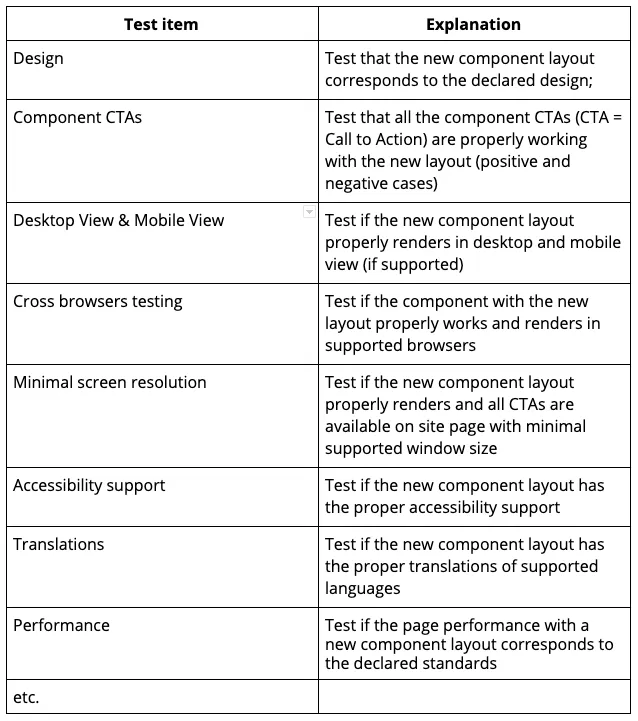 Test item
Explanation
Design
Test that the new component layout
corresponds to the declared design;
Component CTAs
Test that all the component CTAs (CTA =
Call to Action) are properly working
with the new layout (positive and
negative cases)
Desktop View & Mobile View
Test if the new component layout
properly renders in desktop and mobile
view (if supported)
Cross browsers testing
Test if the component with the new
layout properly works and renders in
supported browsers
Minimal screen resolution
Test if the new component layout
properly renders and all CTAs are
available on site page with minimal
supported window size
Accessibility support
Test if the new component layout has
the proper accessibility support
Translations
Test if the new component layout has
the proper translations of supported
languages
Performance
Test if the page performance with a
new component layout corresponds to
the declared standards
etc.